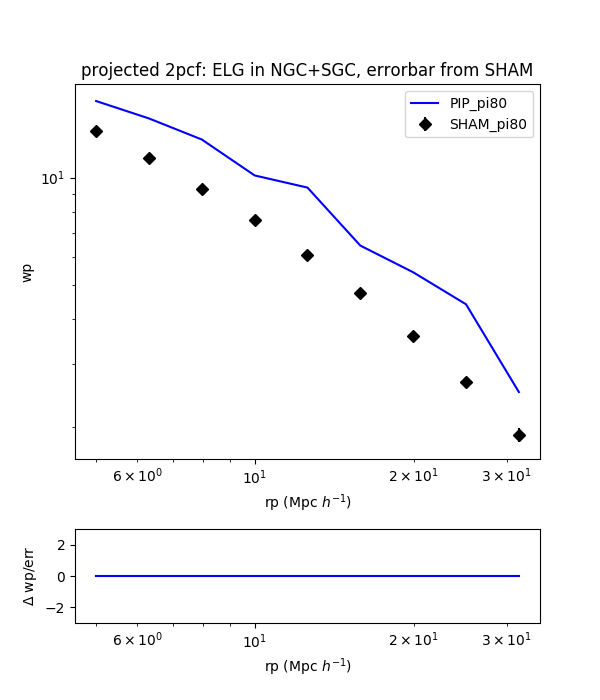 projected 2pcf: ELG in NGC+SGC, errorbar from SHAM
PIP_pi80
SHAM_pi80
10¹
wp
6 × 10⁰ 10¹ 2 × 10¹ 3 × 10¹
rp (Mpc h⁻¹)
2
0
−2
Δ wp/err
6 × 10⁰ 10¹ 2 × 10¹ 3 × 10¹
rp (Mpc h⁻¹)